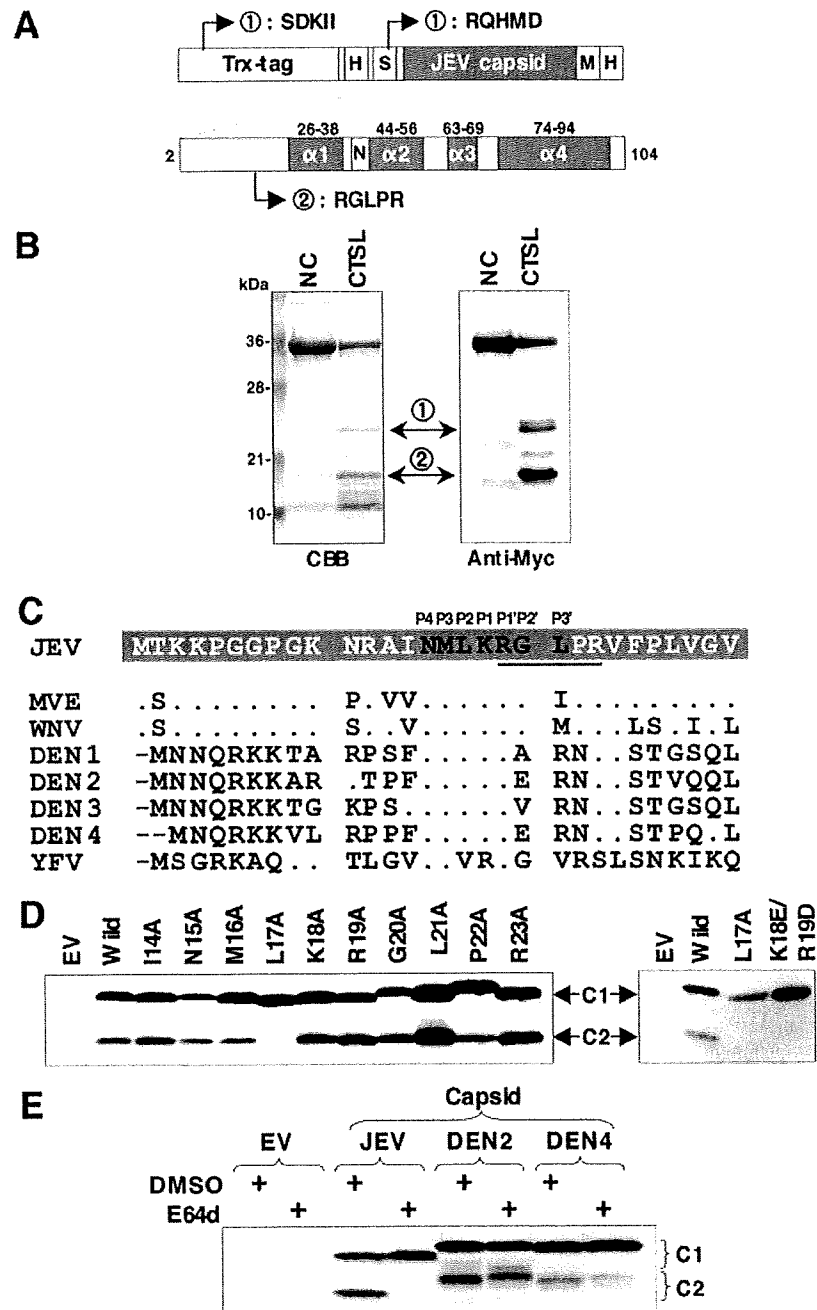 A
① : SDKII
① : RQHMD
Trx-tag H S JEV capsid M H
26-38 44-56 63-69 74-94
2 α1 N α2 α3 α4 104
② : RGLPR
B
NC CTSL NC CTSL
kDa
36-
28-
①
21-
②
10-
CBB Anti-Myc
C
P4 P3 P2 P1 P1' P2' P3'
JEV MTKKPGGPGK NRAINMLKRG LPRVFPLVGV
MVE .S........ P.VV...... I.........
WNV .S........ S..V...... M...LS.I.L
DEN1 -MNNQRKKTA RPSF.....A RN..STGSQL
DEN2 -MNNQRKKAR .TPF.....E RN..STVQQL
DEN3 -MNNQRKKTG KPS......V RN..STGSQL
DEN4 --MNQRKKVL RPPF.....E RN..STPQ.L
YFV -MSGRKAQ.. TLGV..VR.G VRSLSNKIKQ
D
EV Wild I14A N15A M16A L17A K18A R19A G20A L21A P22A R23A EV Wild L17A K18E/ R19D
C1
C2
E
Capsid
EV JEV DEN2 DEN4
DMSO + + + +
E64d + + + +
C1
C2